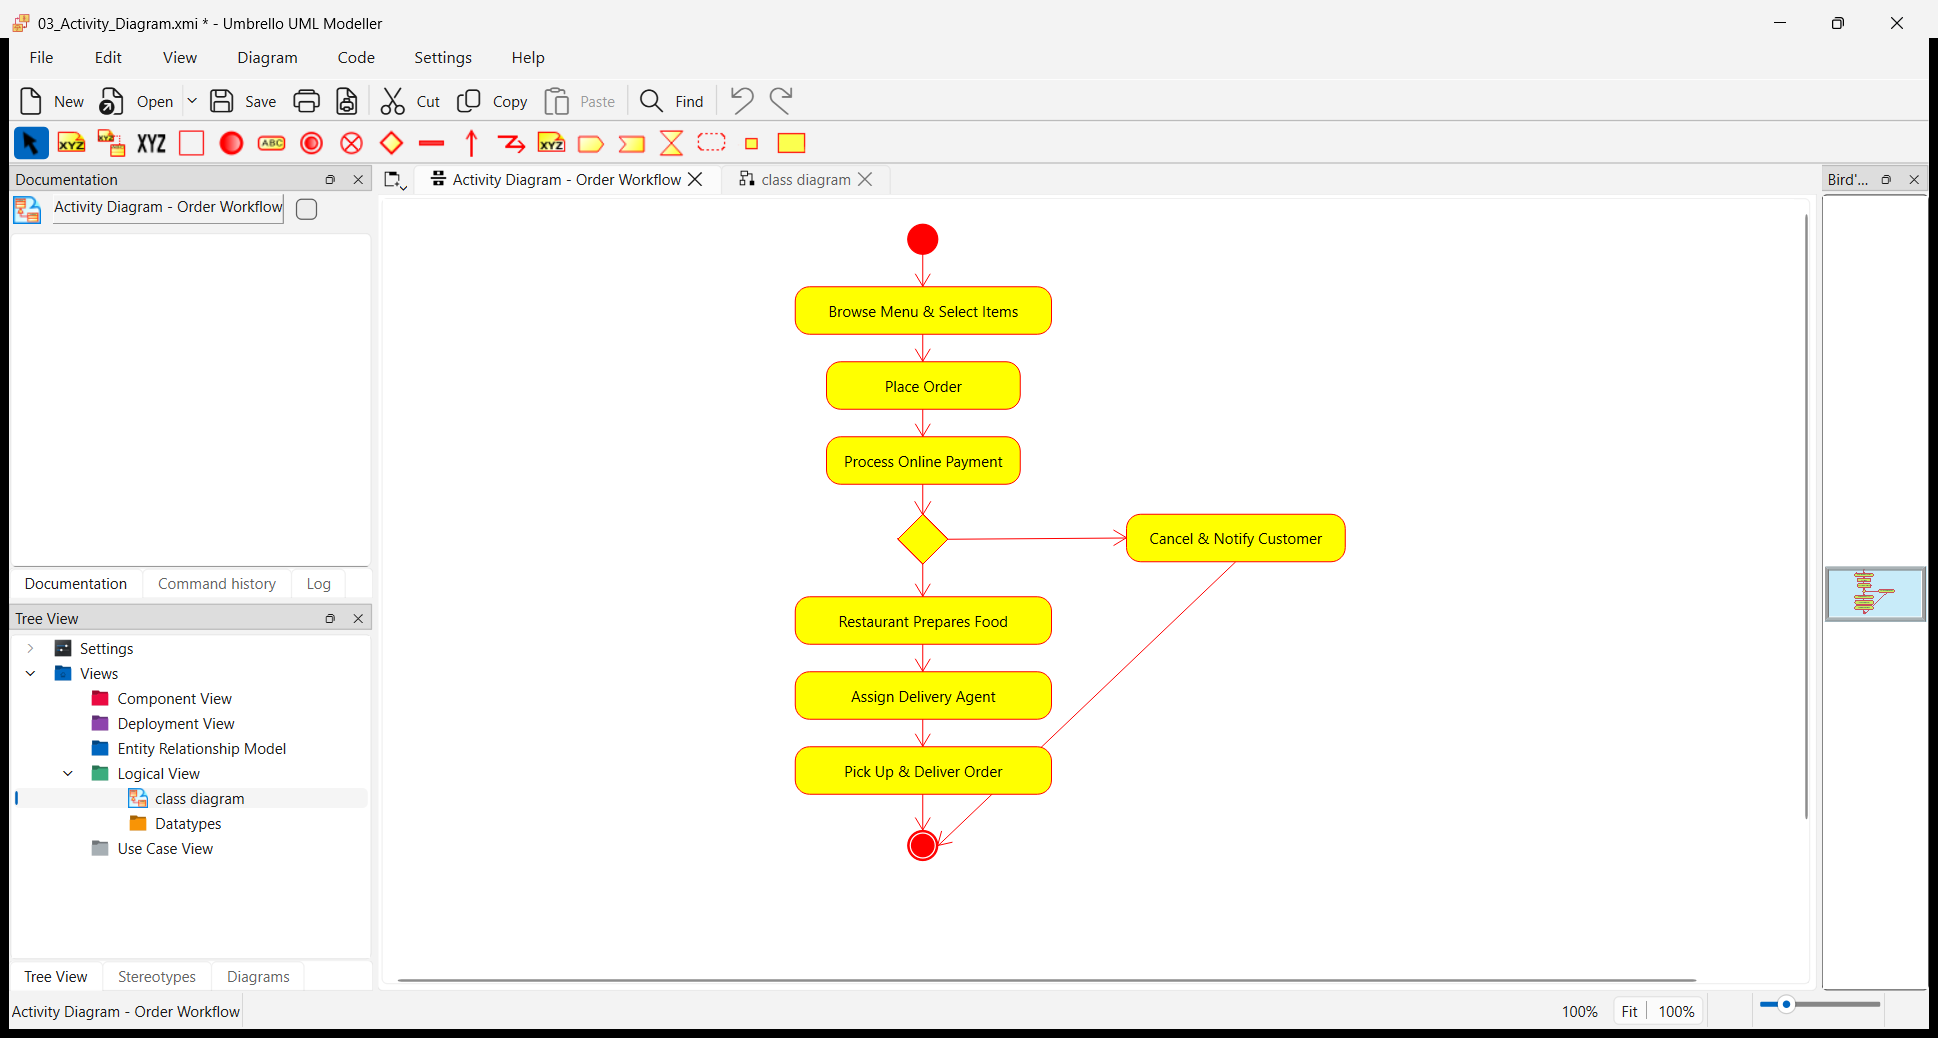 03_Activity_Diagram.xmi * - Umbrello UML Modeller
File Edit View Diagram Code Settings Help
New Open Save Cut Copy Paste Find
XYZ XYZ XYZ ABC XYZ
Documentation
Activity Diagram - Order Workflow
Documentation Command history Log
Tree View
Settings
Views
Component View
Deployment View
Entity Relationship Model
Logical View
class diagram
Datatypes
Use Case View
Tree View Stereotypes Diagrams
Activity Diagram - Order Workflow class diagram
Browse Menu & Select Items
Place Order
Process Online Payment
Cancel & Notify Customer
Restaurant Prepares Food
Assign Delivery Agent
Pick Up & Deliver Order
Bird'...
Activity Diagram - Order Workflow
100% Fit 100%